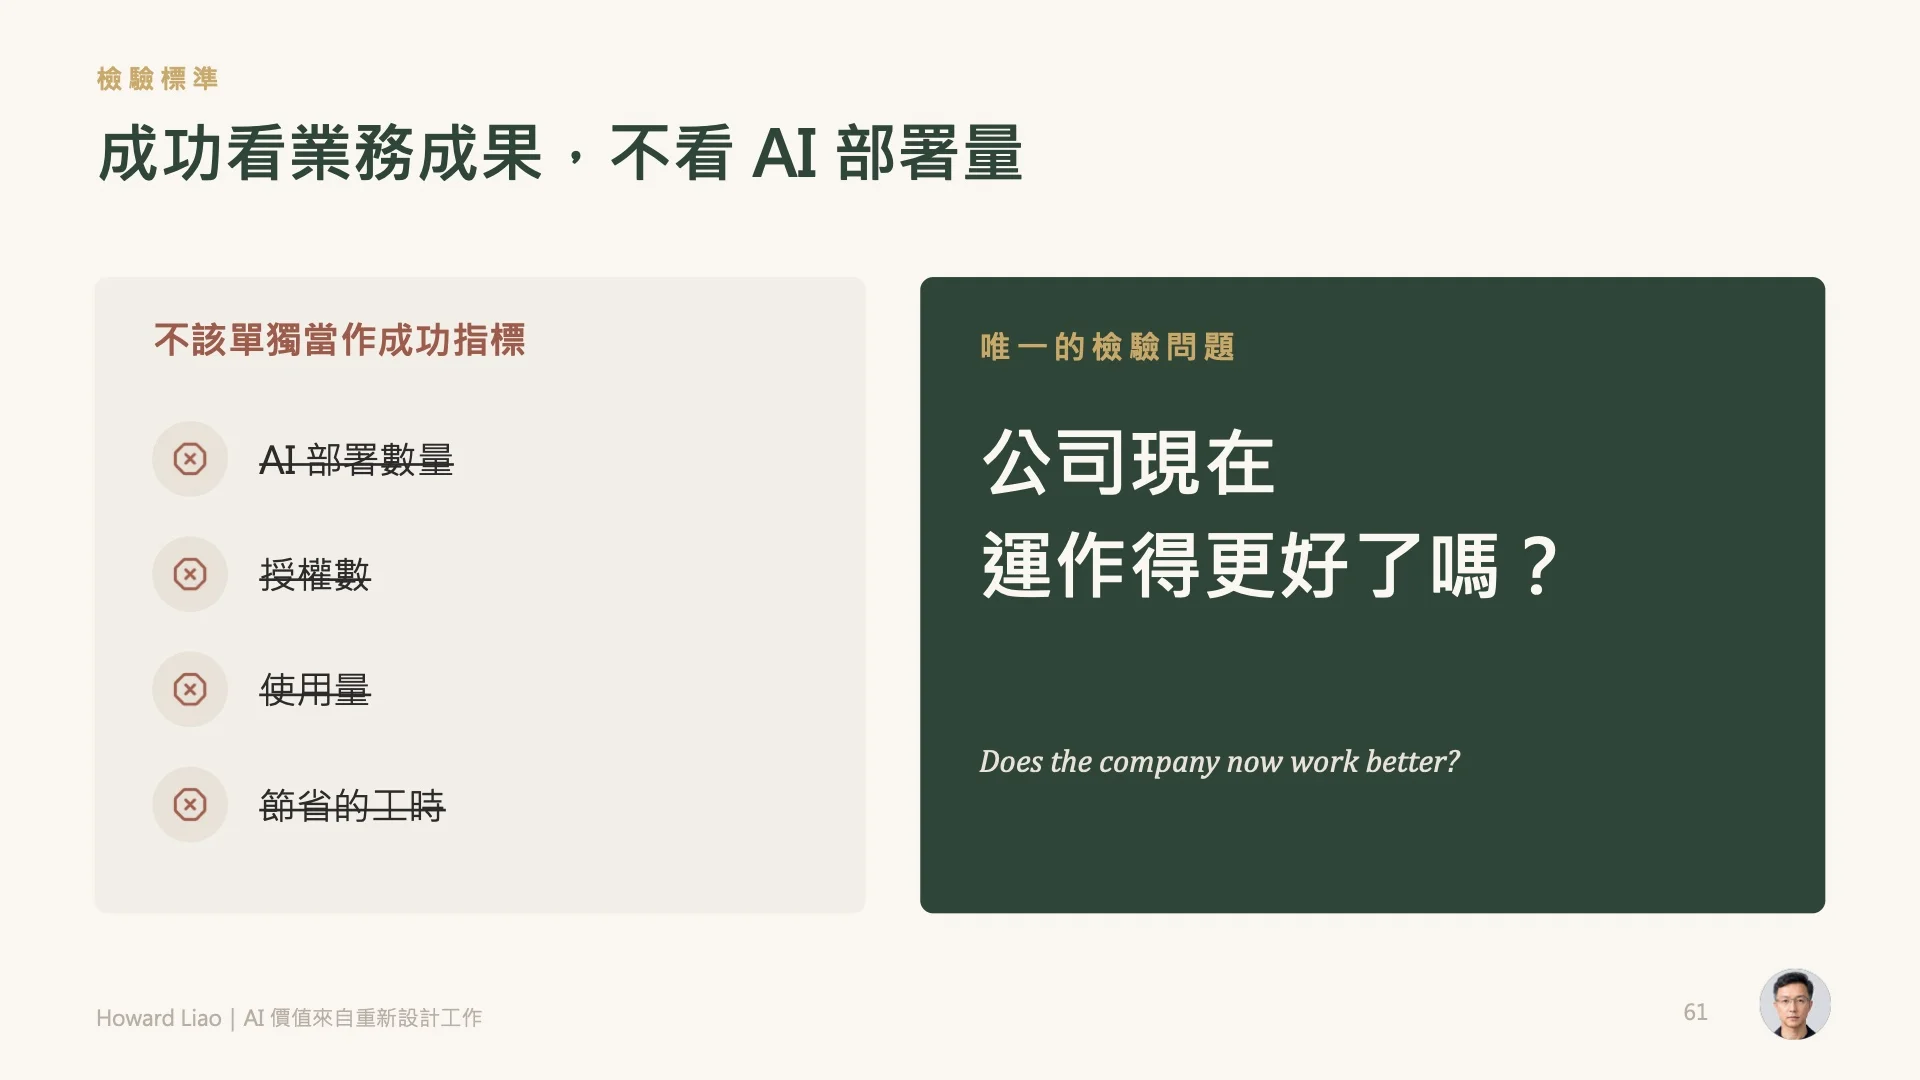 檢驗標準
成功看業務成果，不看 AI 部署量
不該單獨當作成功指標
AI 部署數量
授權數
使用量
節省的工時
唯一的檢驗問題
公司現在
運作得更好了嗎？
Does the company now work better?
Howard Liao | AI 價值來自重新設計工作
61